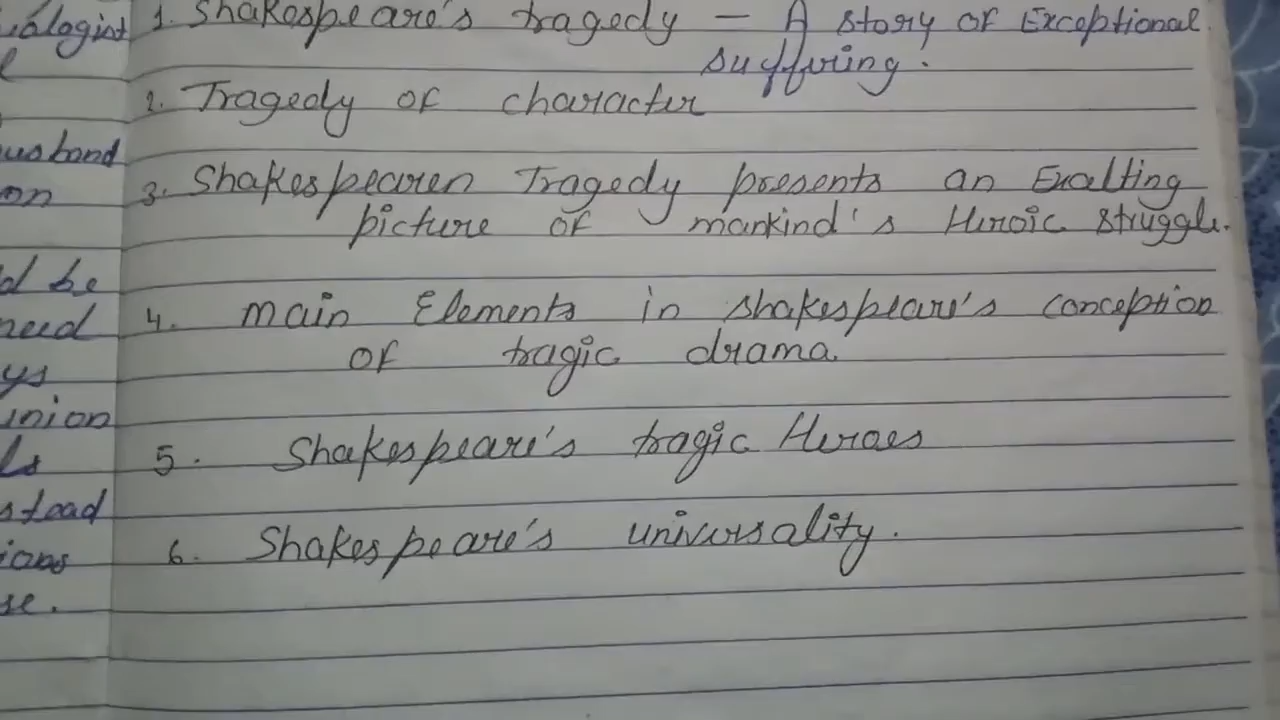 1. Shakespeare's tragedy — A story of Exceptional
suffering.
2. Tragedy of character
3. Shakespearen Tragedy presents an Exalting
picture of mankind's Heroic struggle.
4. main Elements in shakespeare's conception
of tragic drama.
5. Shakespeare's tragic Heroes
6. Shakespeare's universality.